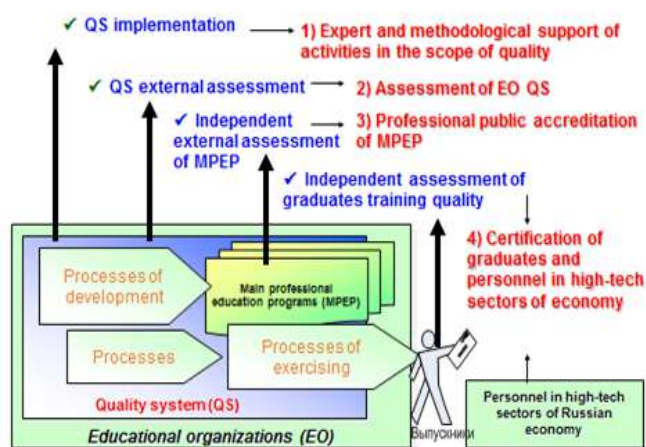 ✔ QS implementation
1) Expert and methodological support of
activities in the scope of quality
✔ QS external assessment
2) Assessment of EO QS
✔ Independent
external assessment
of MPEP
3) Professional public accreditation
of MPEP
✔ Independent assessment of
graduates training quality
4) Certification of
graduates and
personnel in high-tech
sectors of economy
Processes of
development
Main professional
education programs (MPEP)
Processes
Processes of
exercising
Quality system (QS)
Educational organizations (EO)
Выпускники
Personnel in high-tech
sectors of Russian
economy